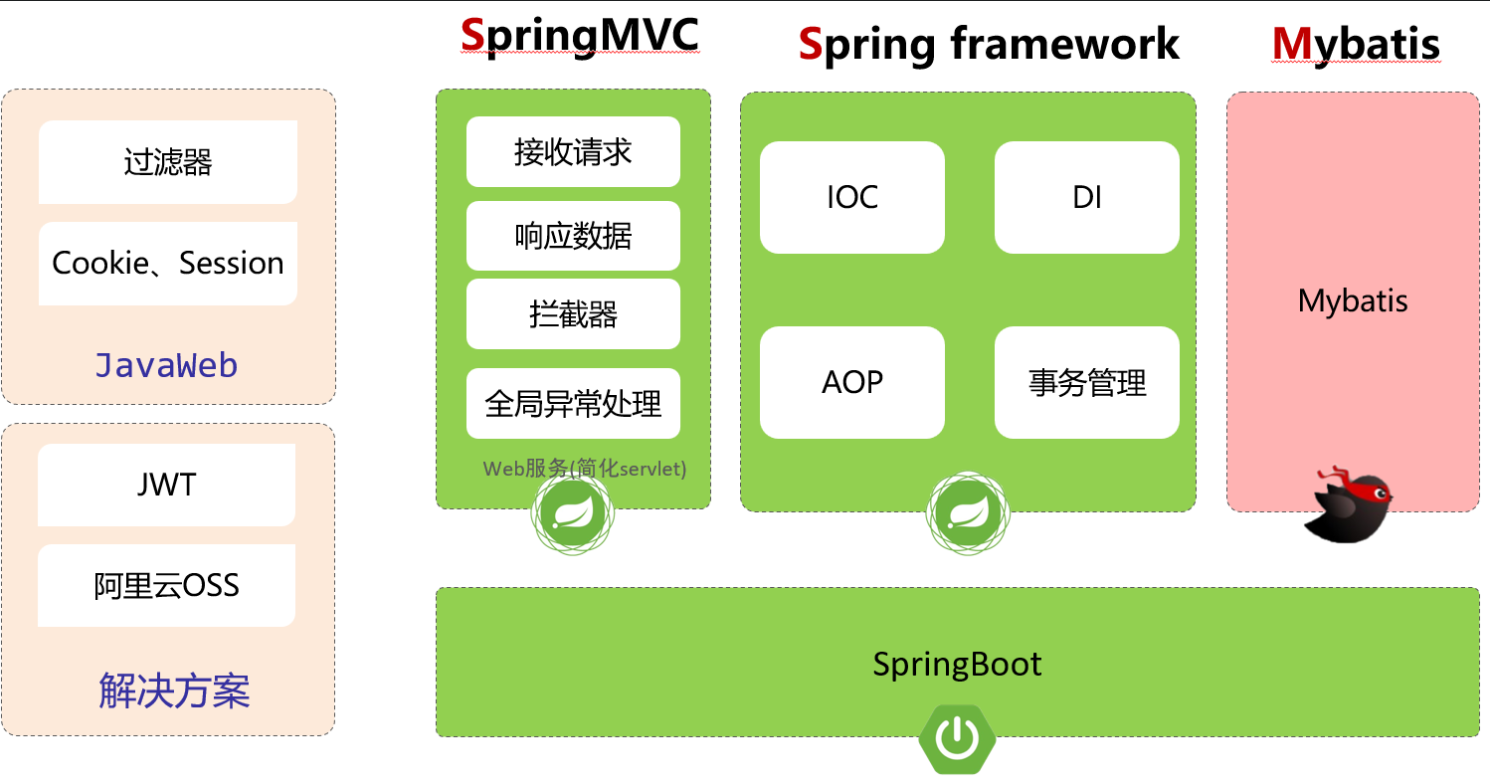 SpringMVC
Spring framework
Mybatis
过滤器
Cookie、Session
JavaWeb
JWT
阿里云OSS
解决方案
接收请求
响应数据
拦截器
全局异常处理
Web服务(简化servlet)
IOC
DI
AOP
事务管理
Mybatis
SpringBoot